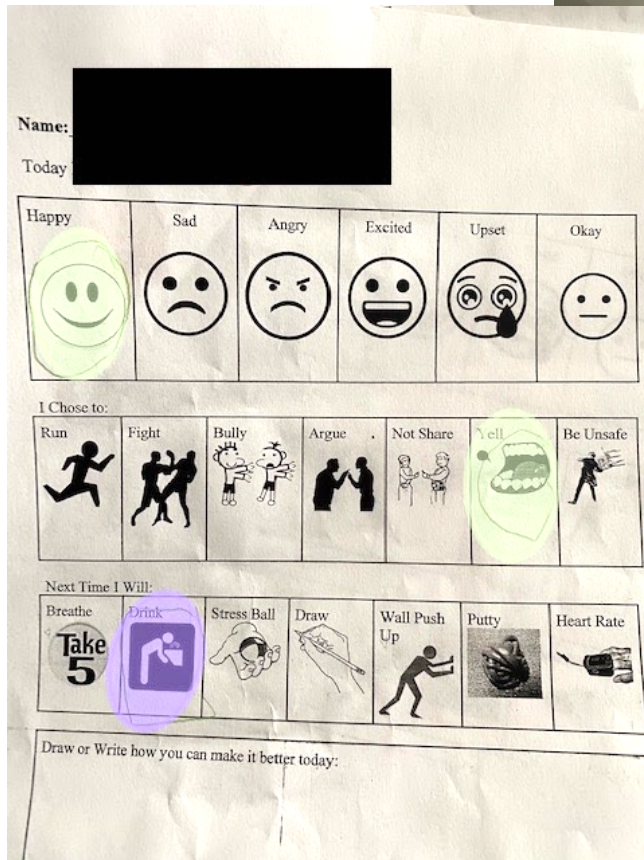 Name:
Today
Happy Sad Angry Excited Upset Okay
I Chose to:
Run Fight Bully Argue Not Share Yell Be Unsafe
Next Time I Will:
Breathe Drink Stress Ball Draw Wall Push Up Putty Heart Rate
Take
5
Draw or Write how you can make it better today: